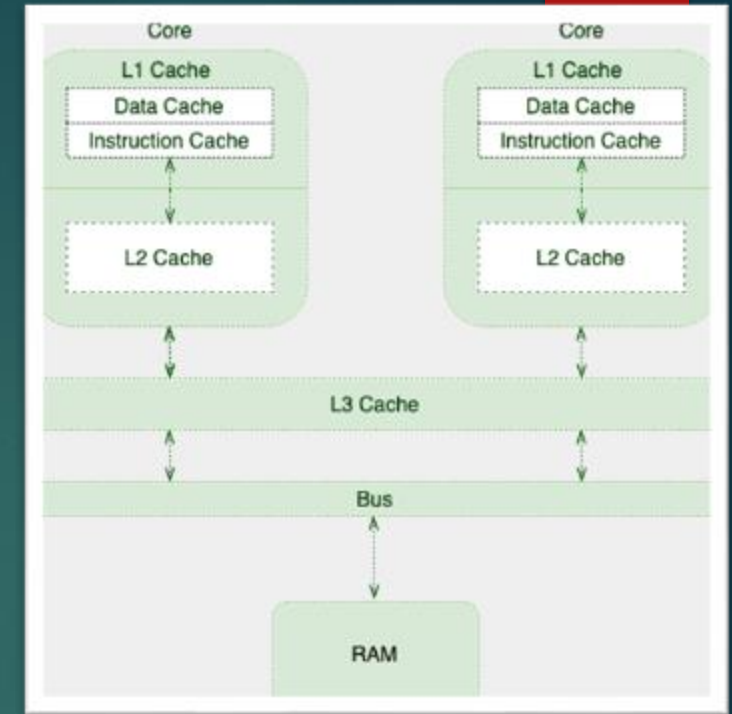 Core
Core
L1 Cache
L1 Cache
Data Cache
Data Cache
Instruction Cache
Instruction Cache
L2 Cache
L2 Cache
L3 Cache
Bus
RAM